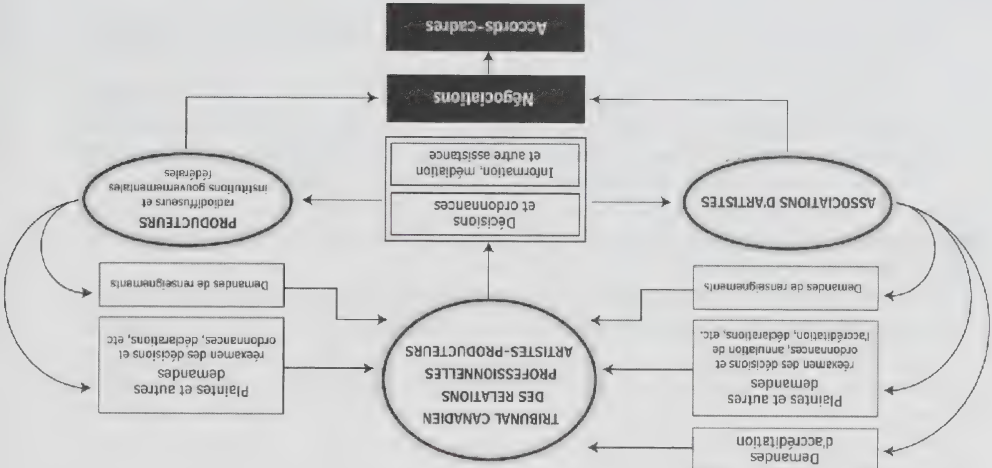 Demandes
d'accréditation
Plaintes et autres
demandes
réexamen des décisions et
ordonnances, annulation de
l'accréditation, déclarations, etc.
Demandes de renseignements
TRIBUNAL CANADIEN
DES RELATIONS
PROFESSIONNELLES
ARTISTES-PRODUCTEURS
Plaintes et autres
demandes
réexamen des décisions et
ordonnances, déclarations, etc
Demandes de renseignements
ASSOCIATIONS D'ARTISTES
Décisions
et ordonnances
Information, médiation
et autre assistance
PRODUCTEURS
radiodiffuseurs et
institutions gouvernementales
fédérales
Négociations
Accords-cadres